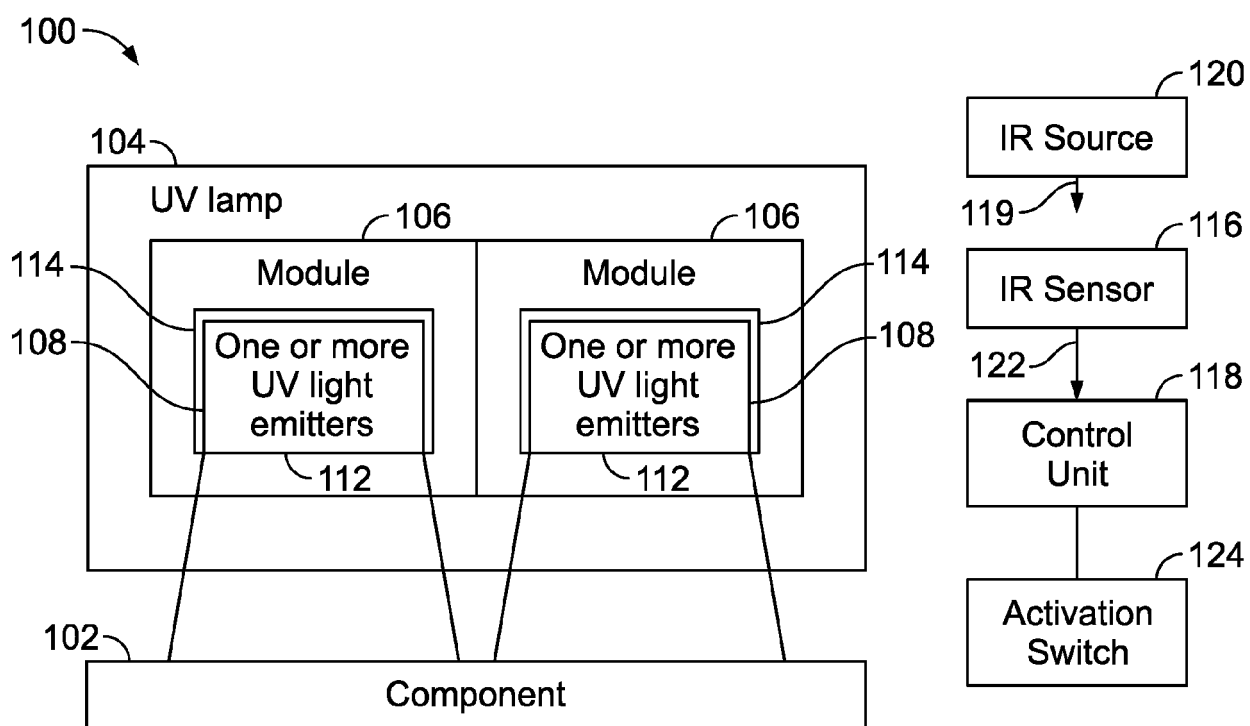 100
104
UV lamp
106
106
Module
Module
114
114
108
108
One or more
UV light
emitters
One or more
UV light
emitters
112
112
102
Component
120
IR Source
119
116
IR Sensor
122
118
Control
Unit
124
Activation
Switch